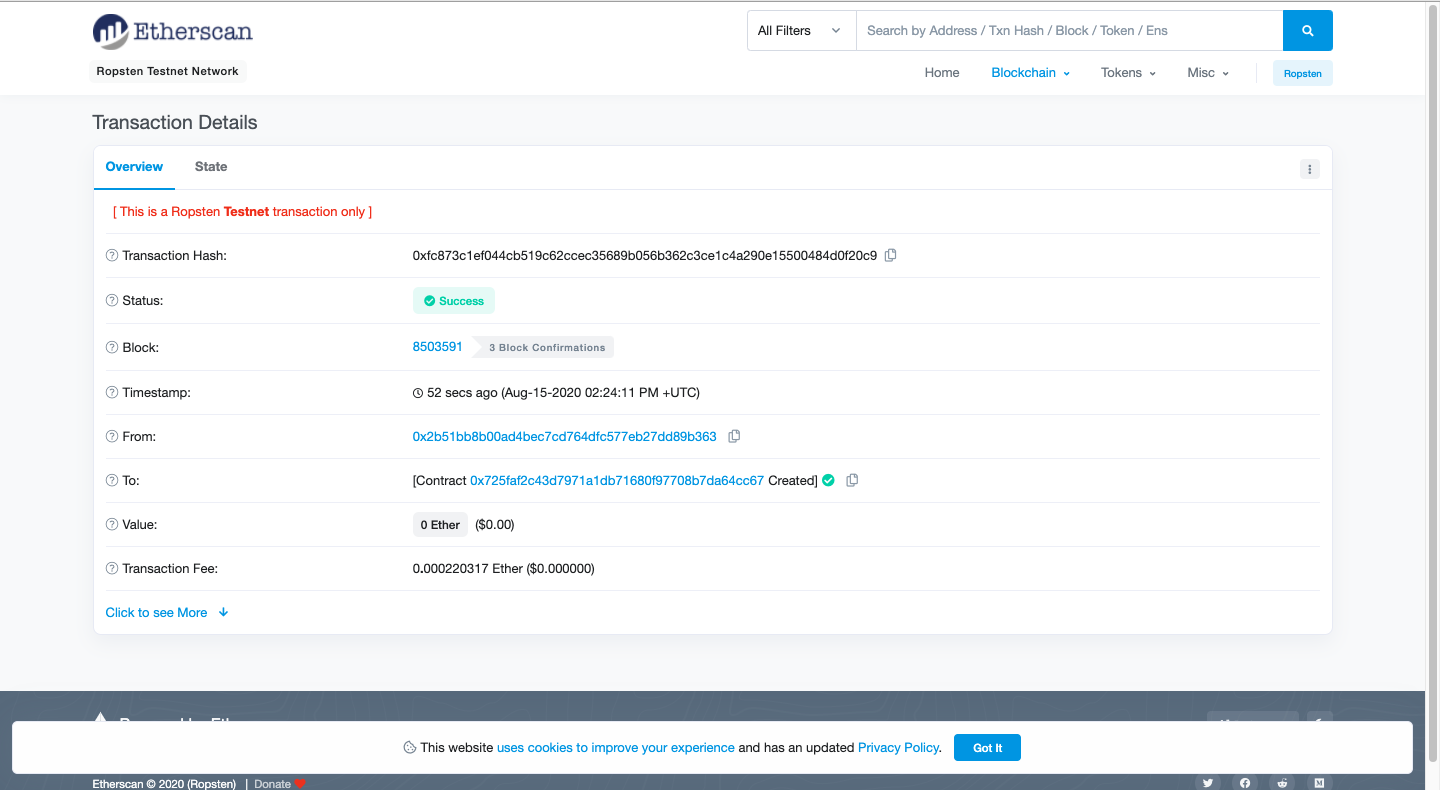 Etherscan
All Filters
Search by Address / Txn Hash / Block / Token / Ens
Ropsten Testnet Network
Home Blockchain Tokens Misc Ropsten
Transaction Details
Overview State
[ This is a Ropsten Testnet transaction only ]
Transaction Hash: 0xfc873c1ef044cb519c62ccec35689b056b362c3ce1c4a290e15500484d0f20c9
Status: Success
Block: 8503591 3 Block Confirmations
Timestamp: 52 secs ago (Aug-15-2020 02:24:11 PM +UTC)
From: 0x2b51bb8b00ad4bec7cd764dfc577eb27dd89b363
To: [Contract 0x725faf2c43d7971a1db71680f97708b7da64cc67 Created]
Value: 0 Ether ($0.00)
Transaction Fee: 0.000220317 Ether ($0.000000)
Click to see More
This website uses cookies to improve your experience and has an updated Privacy Policy. Got It
Etherscan © 2020 (Ropsten) | Donate